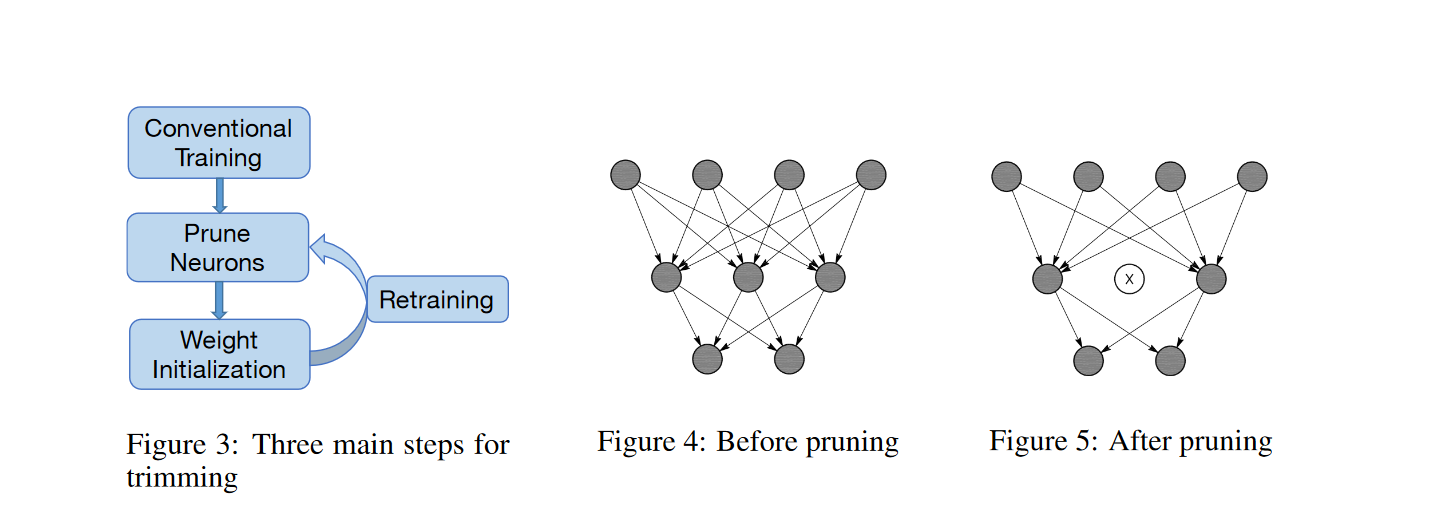 Conventional
Training
Prune
Neurons
Retraining
Weight
Initialization
X
Figure 3: Three main steps for
trimming
Figure 4: Before pruning
Figure 5: After pruning